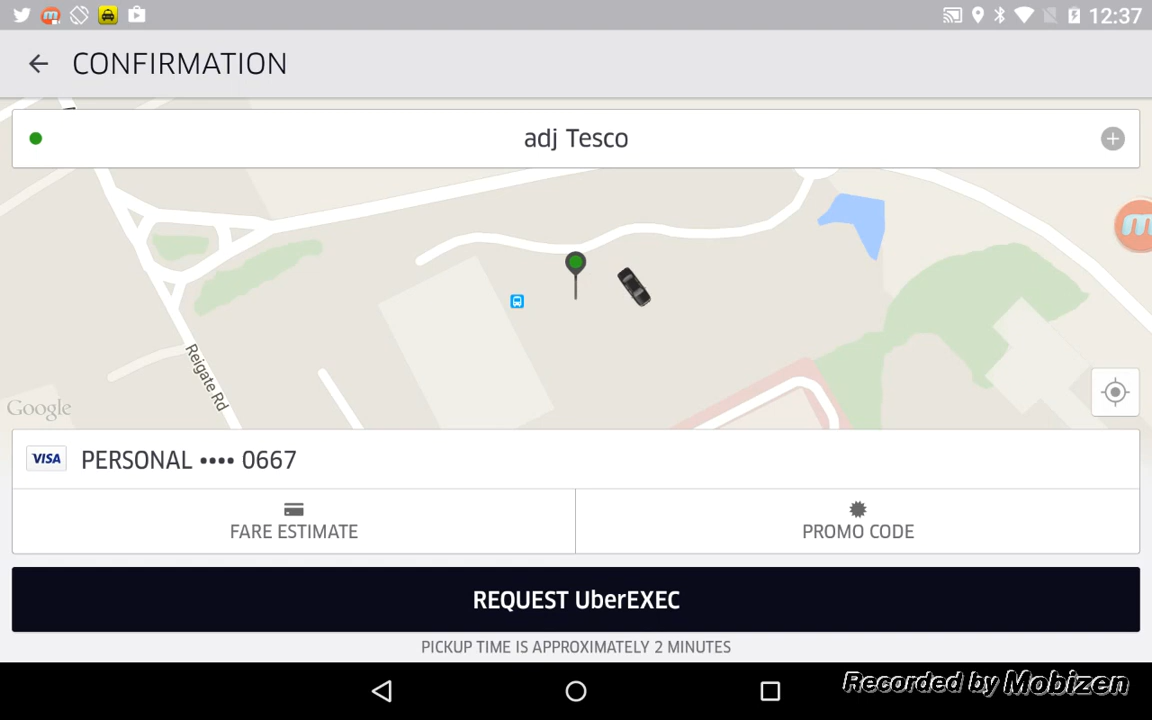 12:37
CONFIRMATION
adj Tesco
m
Reigate Rd
Google
VISA PERSONAL •••• 0667
FARE ESTIMATE
PROMO CODE
REQUEST UberEXEC
PICKUP TIME IS APPROXIMATELY 2 MINUTES
Recorded by Mobizen